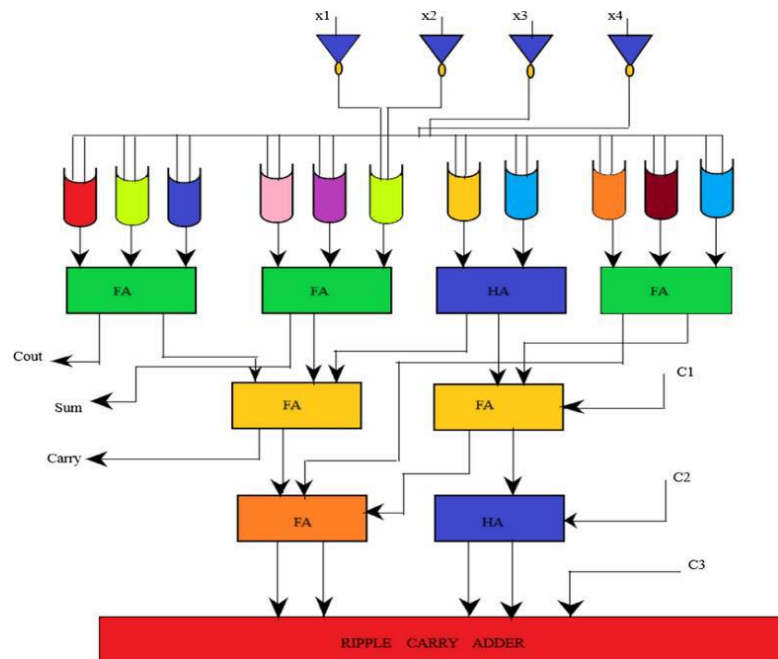 x1 x2 x3 x4
FA FA HA FA
Cout
C1
Sum
FA FA
Carry
C2
FA HA
C3
RIPPLE CARRY ADDER